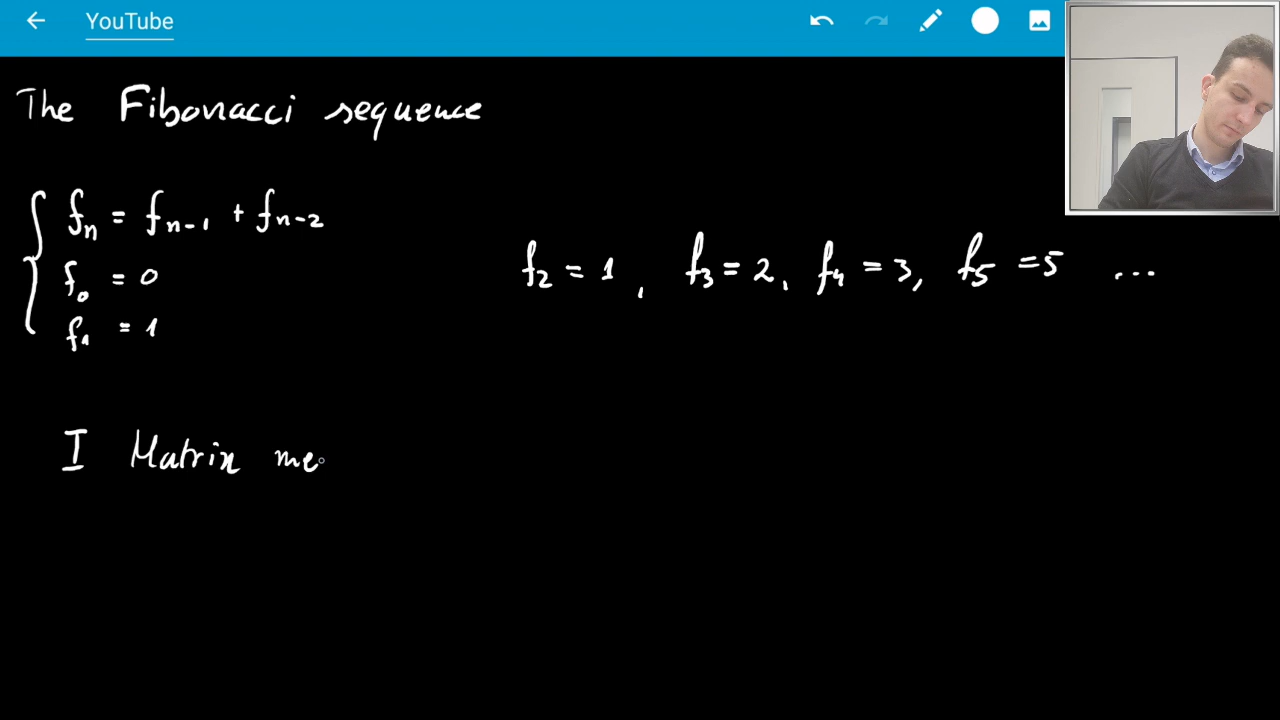 YouTube
The Fibonacci sequence
fₙ = fₙ₋₁ + fₙ₋₂
f₀ = 0
f₁ = 1
f₂ = 1, f₃ = 2, f₄ = 3, f₅ = 5 ...
I Matrix me